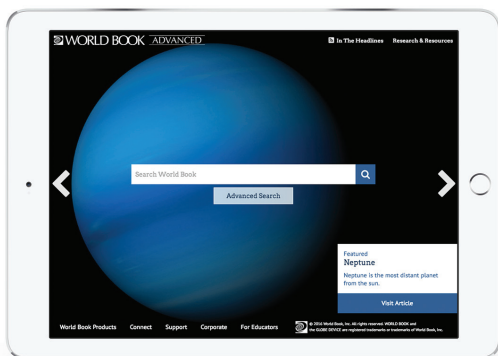 WORLD BOOK ADVANCED
In The Headlines Research & Resources
Search World Book
Advanced Search
Featured
Neptune
Neptune is the most distant planet
from the sun.
Visit Article
World Book Products Connect Support Corporate For Educators
© 2016 World Book, Inc. All rights reserved. WORLD BOOK and
the GLOBE DEVICE are registered trademarks or trademarks of World Book, Inc.